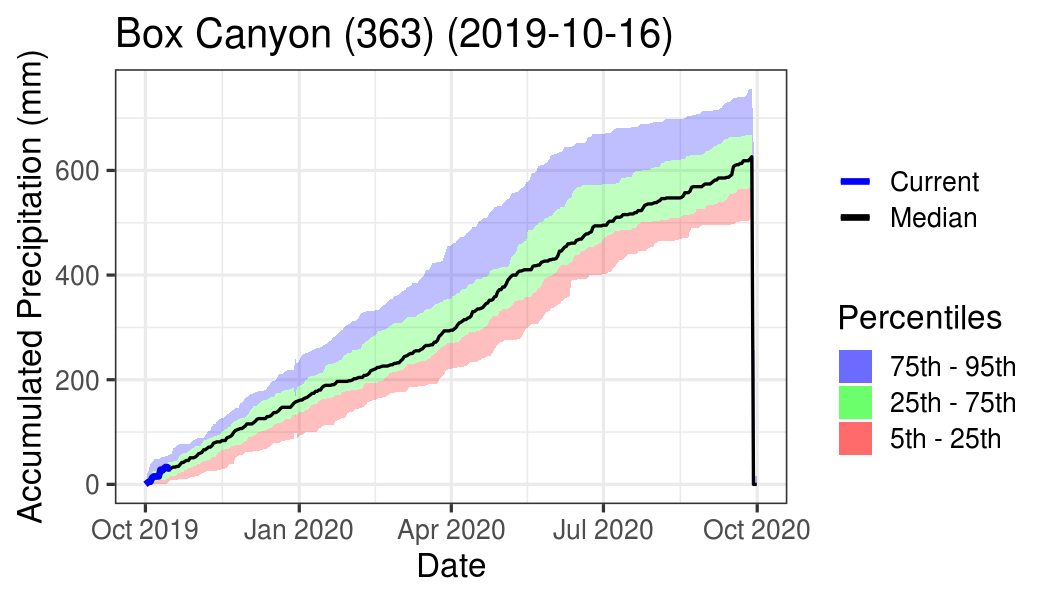 Box Canyon (363) (2019-10-16)
Accumulated Precipitation (mm)
600
400
200
0
Oct 2019
Jan 2020
Apr 2020
Jul 2020
Oct 2020
Date
Current
Median
Percentiles
75th - 95th
25th - 75th
5th - 25th